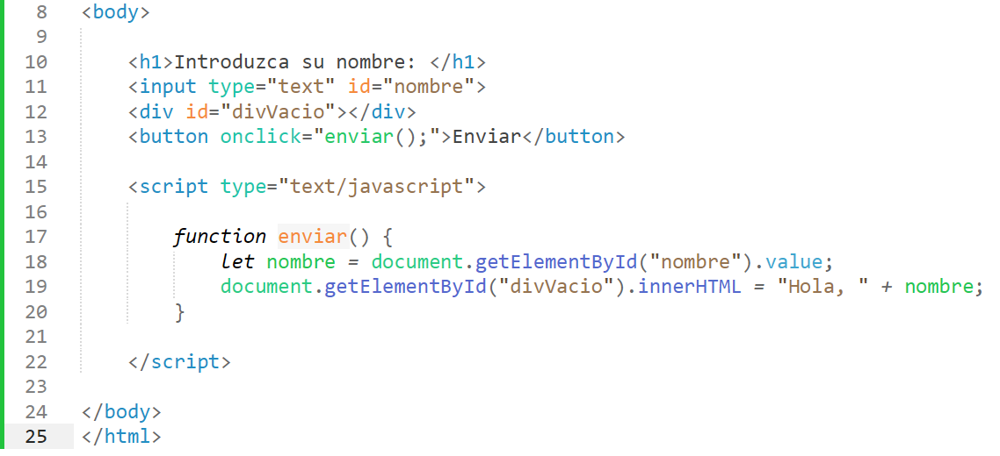 8 <body>
9
10 <h1>Introduzca su nombre: </h1>
11 <input type="text" id="nombre">
12 <div id="divVacio"></div>
13 <button onclick="enviar();">Enviar</button>
14
15 <script type="text/javascript">
16
17 function enviar() {
18 let nombre = document.getElementById("nombre").value;
19 document.getElementById("divVacio").innerHTML = "Hola, " + nombre;
20 }
21
22 </script>
23
24 </body>
25 </html>